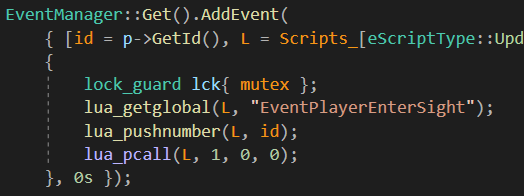 EventManager::Get().AddEvent(
{ [id = p->GetId(), L = Scripts_[eScriptType::Upd
{
lock_guard lck{ mutex };
lua_getglobal(L, "EventPlayerEnterSight");
lua_pushnumber(L, id);
lua_pcall(L, 1, 0, 0);
}, 0s });